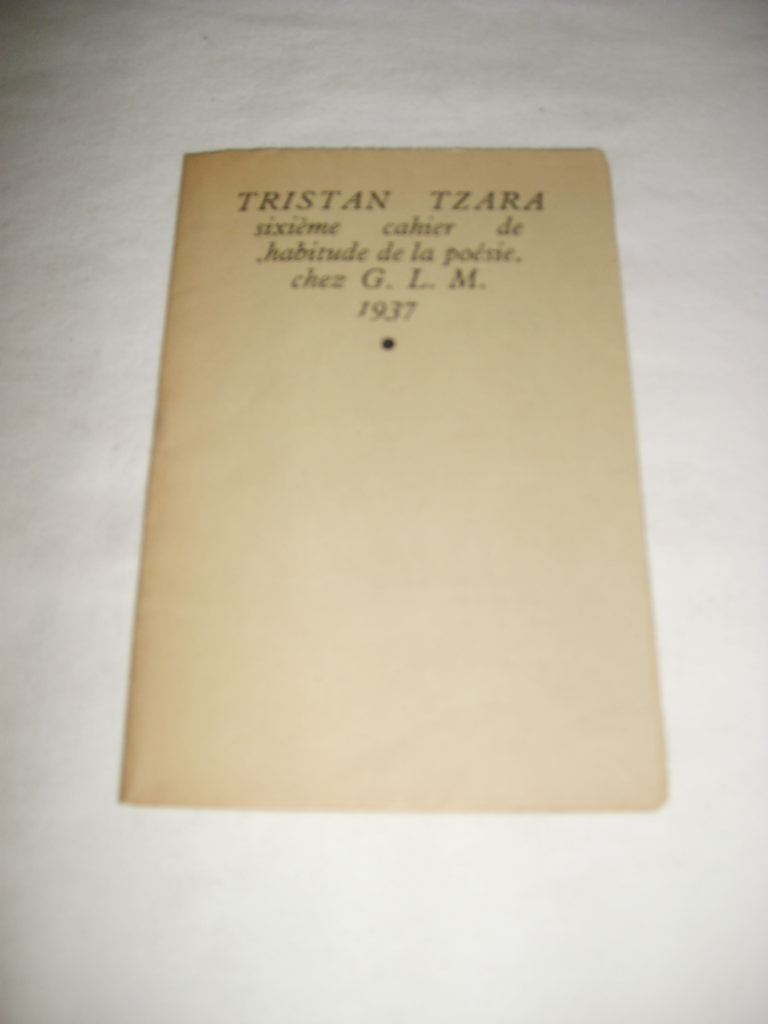 TRISTAN TZARA
sixième cahier de
„habitude de la poésie„
chez G. L. M.
1937